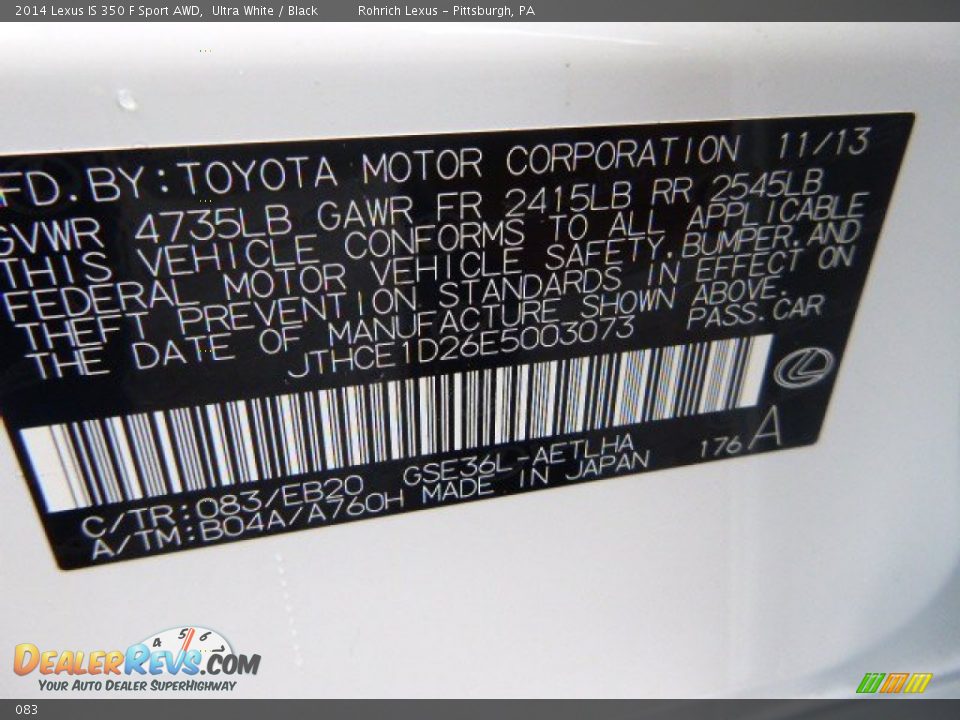 2014 Lexus IS 350 F Sport AWD, Ultra White / Black Rohrich Lexus - Pittsburgh, PA
FD. BY: TOYOTA MOTOR CORPORATION 11/13
GVWR 4735LB GAWR FR 2415LB RR 2545LB
THIS VEHICLE CONFORMS TO ALL APPLICABLE
FEDERAL MOTOR VEHICLE SAFETY, BUMPER, AND
THEFT PREVENTION STANDARDS IN EFFECT ON
THE DATE OF MANUFACTURE SHOWN ABOVE.
JTHCE1D26E5003073 PASS. CAR
C/TR: 083/EB20 GSE36L-AETLHA 176 A
A/TM: B04A/A760H MADE IN JAPAN
4 5 6
DEALERREVS.COM
YOUR AUTO DEALER SUPERHIGHWAY
083